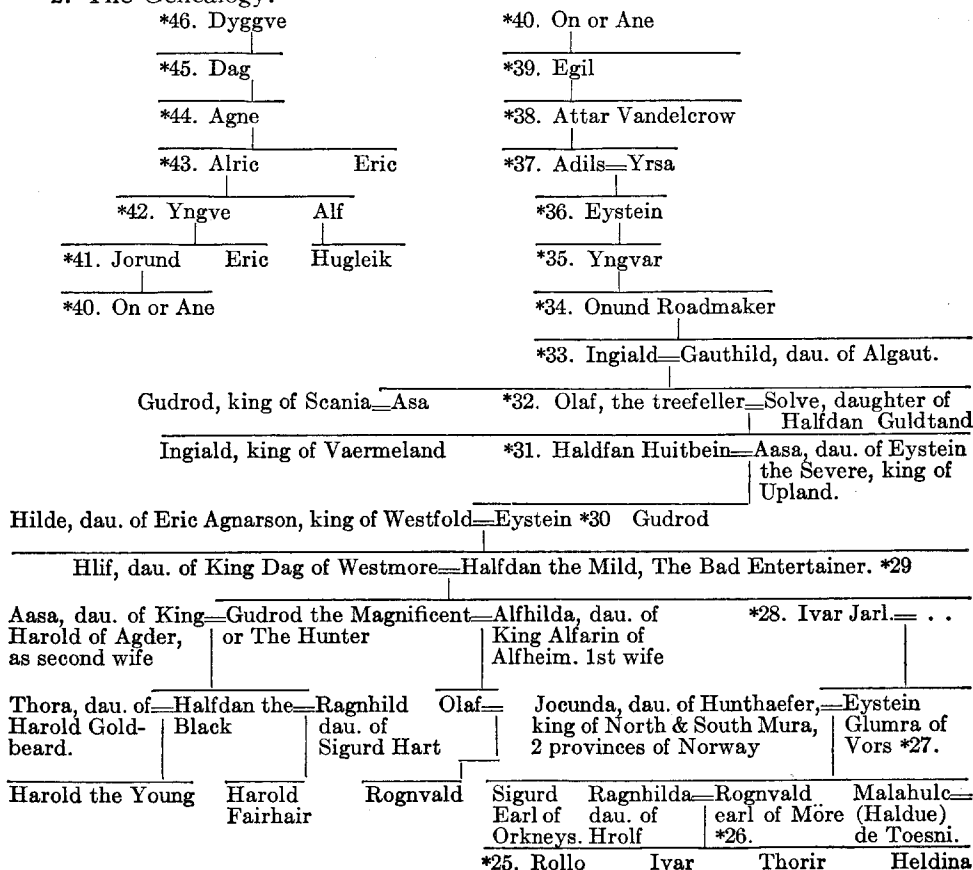 2. The Genealogy.
*46. Dyggve *40. On or Ane
*45. Dag *39. Egil
*44. Agne *38. Attar Vandelcrow
*43. Alric Eric *37. Adils=Yrsa
*42. Yngve Alf *36. Eystein
*41. Jorund Eric Hugleik *35. Yngvar
*40. On or Ane *34. Onund Roadmaker
*33. Ingiald=Gauthild, dau. of Algaut.
Gudrod, king of Scania=Asa *32. Olaf, the treefeller=Solve, daughter of
Halfdan Guldtand
Ingiald, king of Vaermeland *31. Haldfan Huitbein=Aasa, dau. of Eystein
the Severe, king of
Upland.
Hilde, dau. of Eric Agnarson, king of Westfold=Eystein *30 Gudrod
Hlif, dau. of King Dag of Westmore=Halfdan the Mild, The Bad Entertainer. *29
Aasa, dau. of King=Gudrod the Magnificent=Alfhilda, dau. of *28. Ivar Jarl.= . .
Harold of Agder, or The Hunter King Alfarin of
as second wife Alfheim. 1st wife
Thora, dau. of=Halfdan the=Ragnhild Olaf= Jocunda, dau. of Hunthaefer,=Eystein
Harold Gold- Black dau. of king of North & South Mura, Glumra of
beard. Sigurd Hart 2 provinces of Norway Vors *27.
Harold the Young Harold Rognvald Sigurd Ragnhilda=Rognvald Malahulc=
Fairhair Earl of dau. of earl of Möre (Haldue)
Orkneys. Hrolf *26. de Toesni.
*25. Rollo Ivar Thorir Heldina